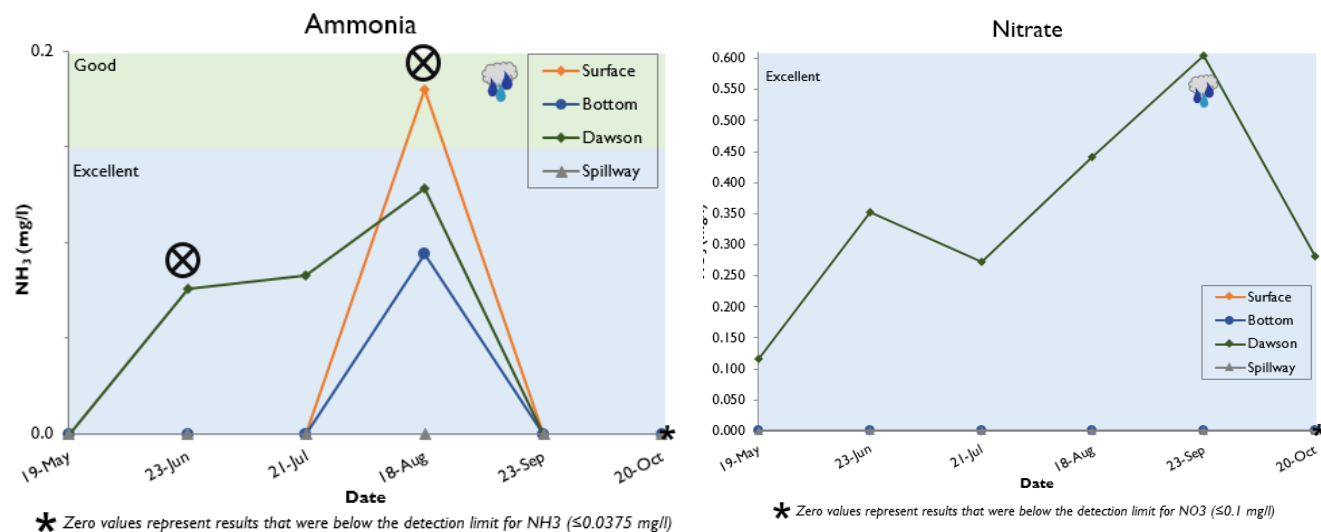 Ammonia
0.2
Good
Surface
Bottom
Dawson
Spillway
Excellent
NH3 (mg/l)
0.0
19-May
23-Jun
21-Jul
18-Aug
23-Sep
20-Oct
Date
* Zero values represent results that were below the detection limit for NH3 (≤0.0375 mg/l)
Nitrate
0.600
Excellent
0.550
0.500
0.450
0.400
0.350
0.300
0.250
0.200
0.150
0.100
0.050
0.000
Surface
Bottom
Dawson
Spillway
19-May
23-Jun
21-Jul
18-Aug
23-Sep
20-Oct
Date
* Zero values represent results that were below the detection limit for NO3 (≤0.1 mg/l)